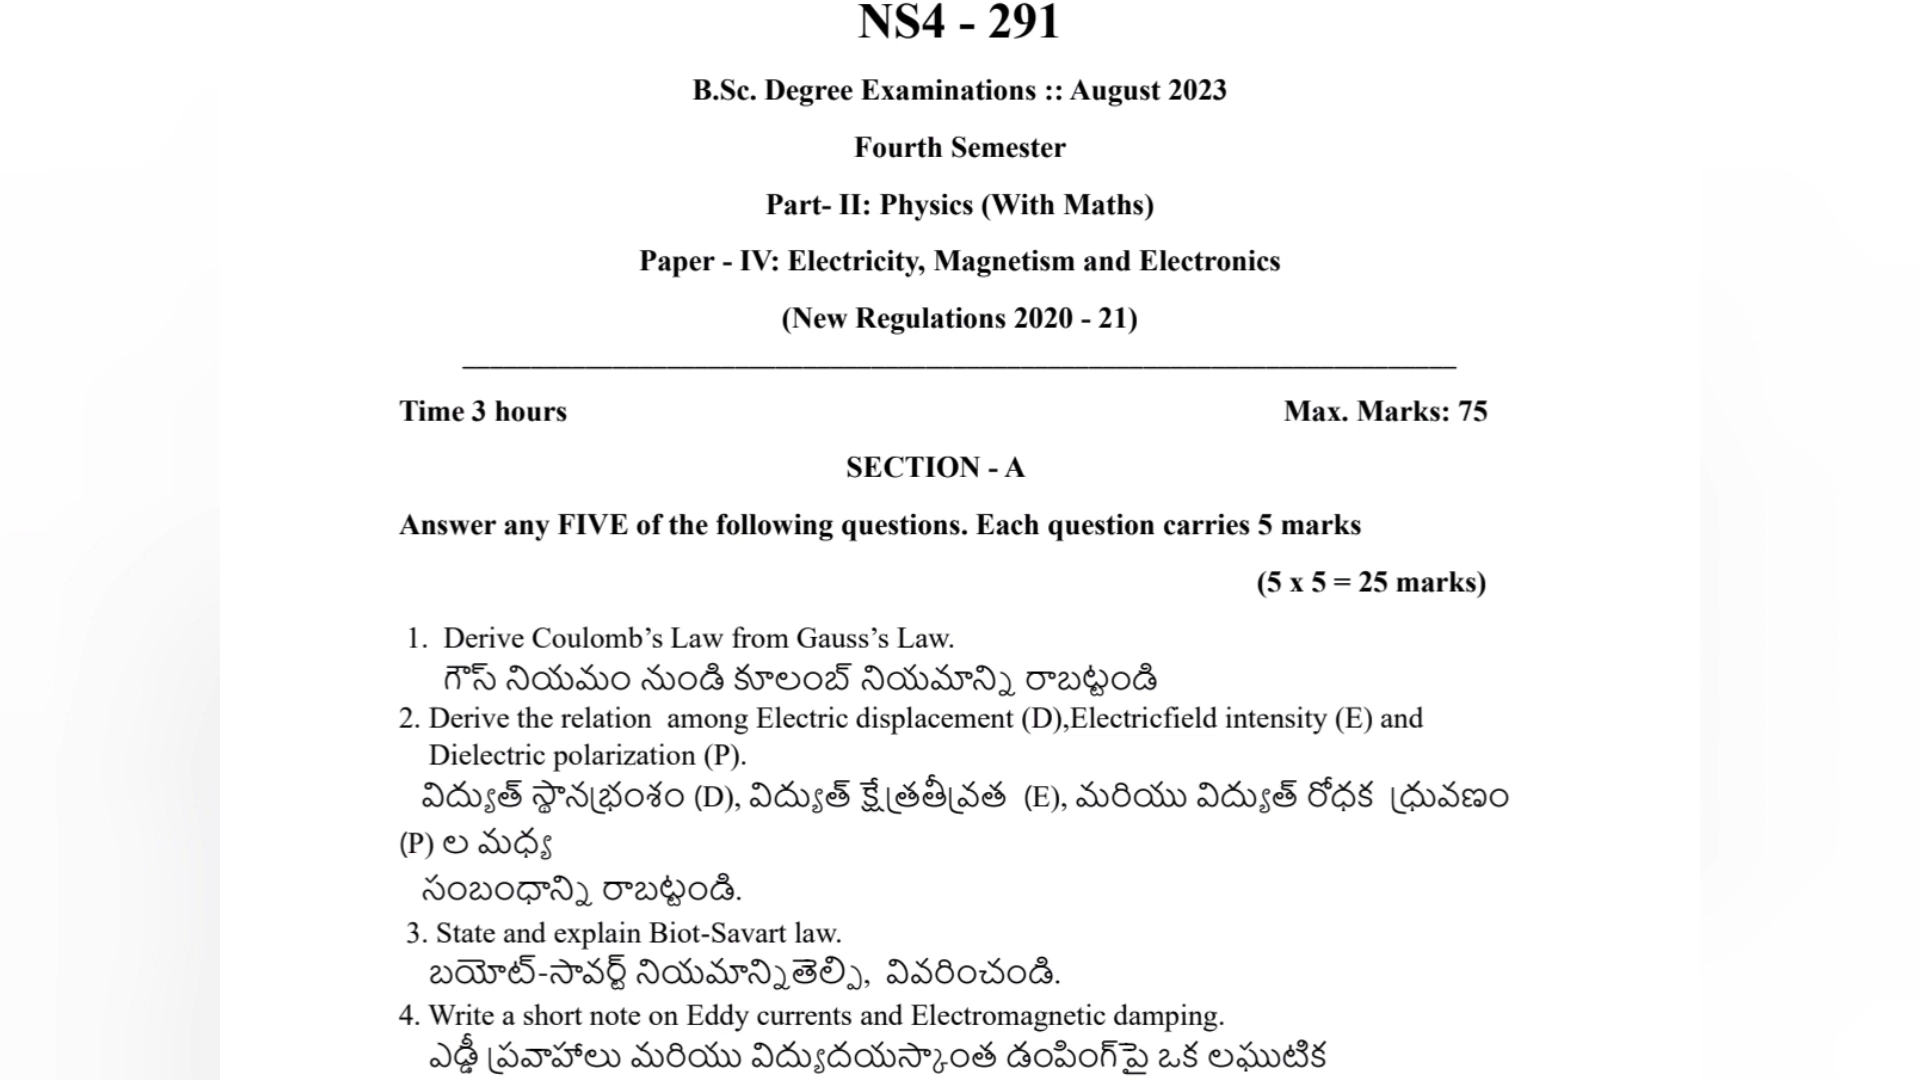 NS4 - 291
B.Sc. Degree Examinations :: August 2023
Fourth Semester
Part- II: Physics (With Maths)
Paper - IV: Electricity, Magnetism and Electronics
(New Regulations 2020 - 21)
Time 3 hours Max. Marks: 75
SECTION - A
Answer any FIVE of the following questions. Each question carries 5 marks
(5 x 5 = 25 marks)
1. Derive Coulomb’s Law from Gauss’s Law.
గౌస్ నియమం నుండి కూలంబ్ నియమాన్ని రాబట్టండి
2. Derive the relation among Electric displacement (D),Electricfield intensity (E) and
Dielectric polarization (P).
విద్యుత్ స్థానభ్రంశం (D), విద్యుత్ క్షేత్రతీవ్రత (E), మరియు విద్యుత్ రోధక ధ్రువణం
(P) ల మధ్య
సంబంధాన్ని రాబట్టండి.
3. State and explain Biot-Savart law.
బయోట్-సావర్ట్ నియమాన్నితెల్పి, వివరించండి.
4. Write a short note on Eddy currents and Electromagnetic damping.
ఎడ్డీ ప్రవాహాలు మరియు విద్యుదయస్కాంత డంపింగ్‌పై ఒక లఘుటిక